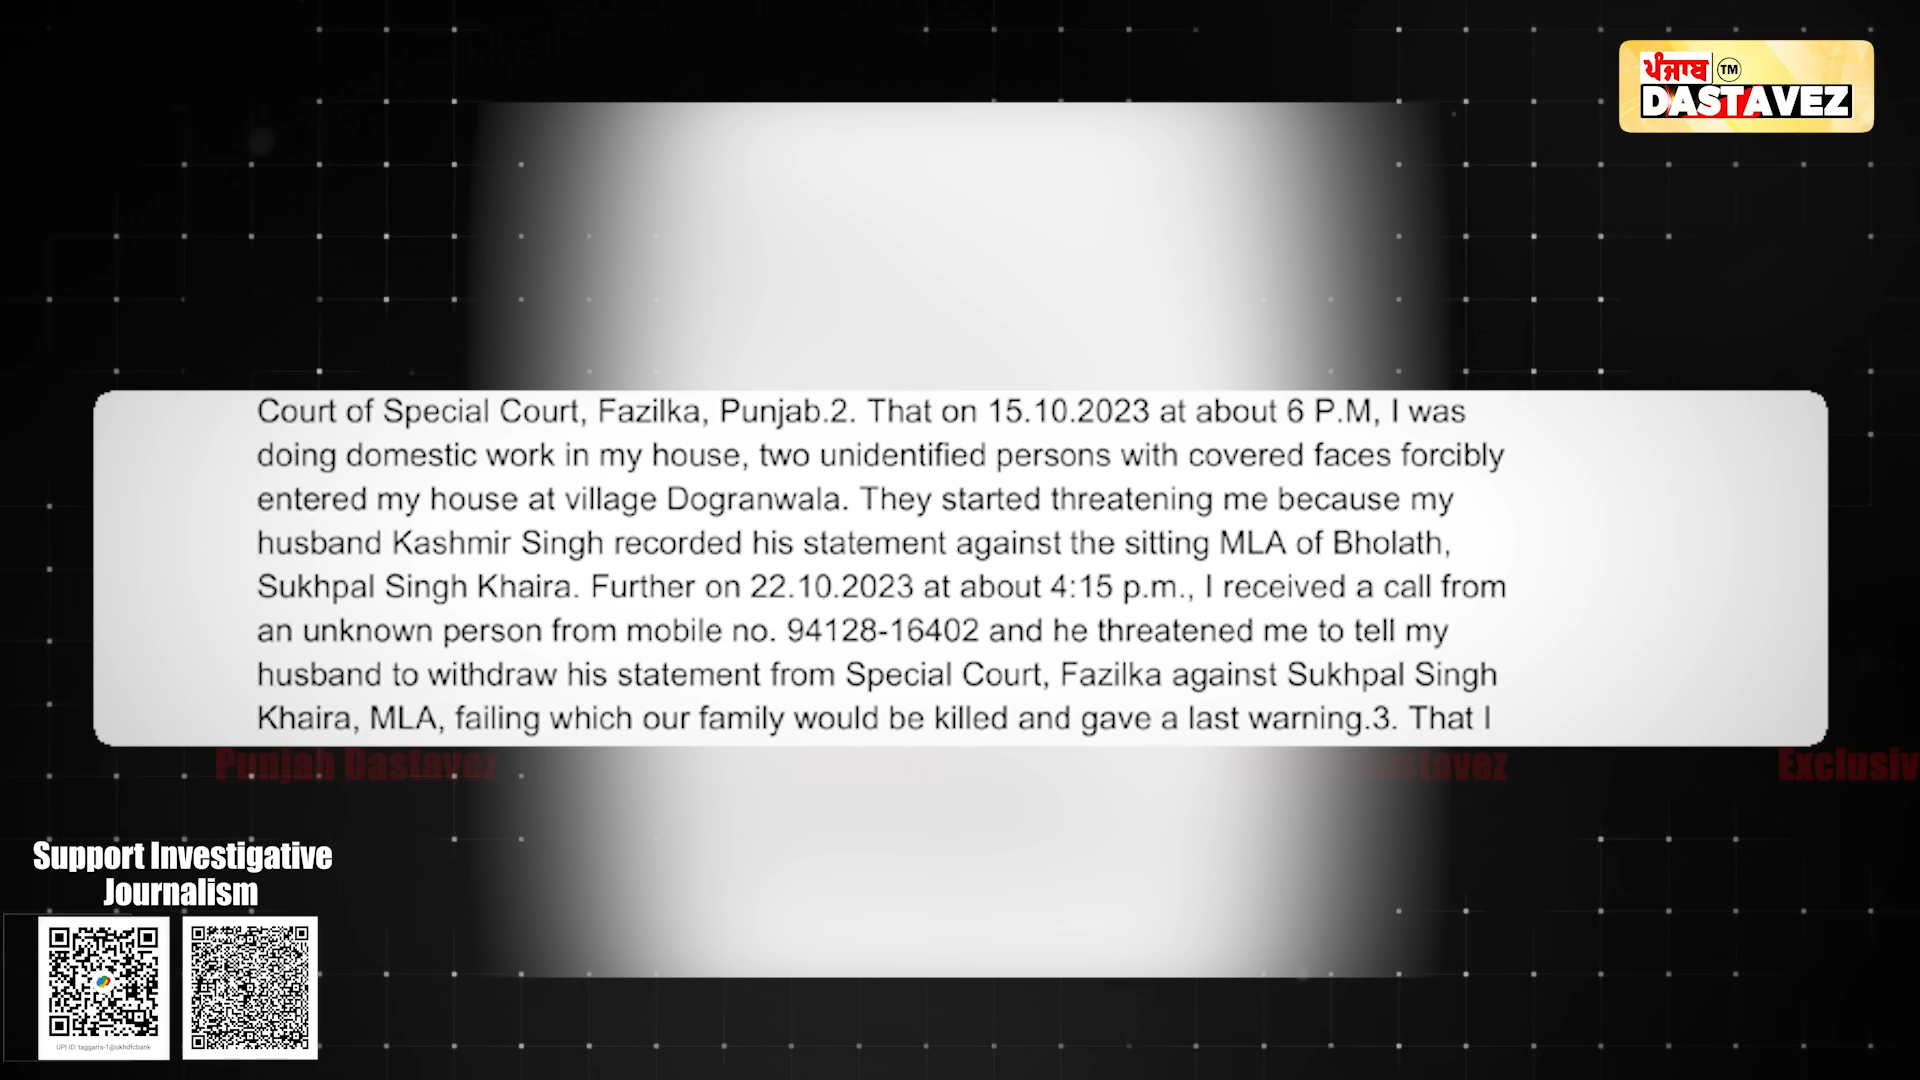 ਪੰਜਾਬ TM
DASTAVEZ
Court of Special Court, Fazilka, Punjab.2. That on 15.10.2023 at about 6 P.M, I was
doing domestic work in my house, two unidentified persons with covered faces forcibly
entered my house at village Dogranwala. They started threatening me because my
husband Kashmir Singh recorded his statement against the sitting MLA of Bholath,
Sukhpal Singh Khaira. Further on 22.10.2023 at about 4:15 p.m., I received a call from
an unknown person from mobile no. 94128-16402 and he threatened me to tell my
husband to withdraw his statement from Special Court, Fazilka against Sukhpal Singh
Khaira, MLA, failing which our family would be killed and gave a last warning.3. That I
Punjab Dastavez
Support Investigative
Journalism
UPI ID: taggarrs-1@okhdfcbank